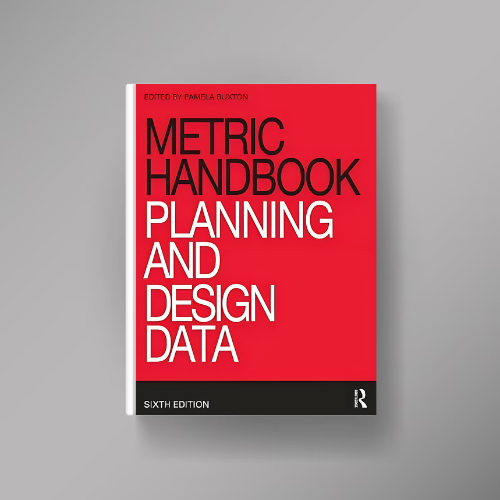 EDITED BY PAMELA BUXTON
METRIC
HANDBOOK
PLANNING
AND
DESIGN
DATA
SIXTH EDITION
R